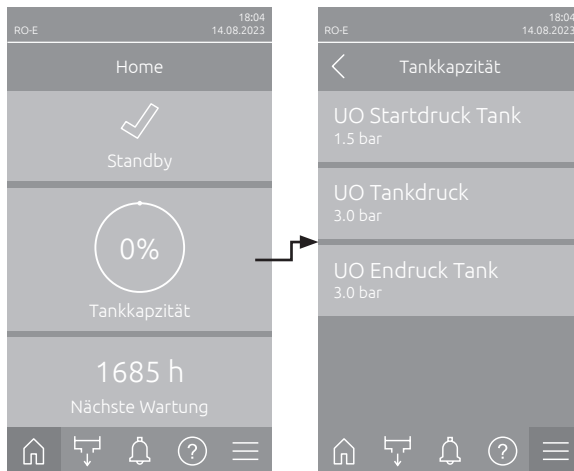 18:04
RO-E 14.08.2023
Home
Standby
0%
Tankkapzität
1685 h
Nächste Wartung
?
18:04
RO-E 14.08.2023
Tankkapzität
UO Startdruck Tank
1.5 bar
UO Tankdruck
3.0 bar
UO Endruck Tank
3.0 bar
?